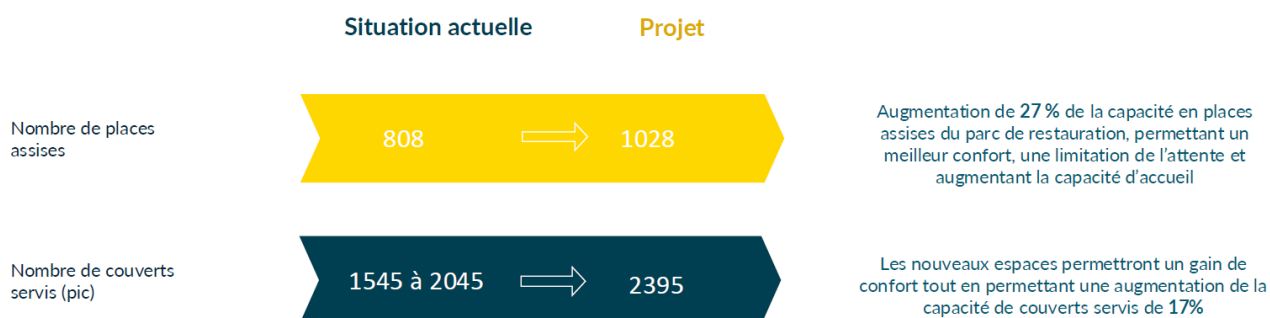 Situation actuelle
Projet
Nombre de places
assises
808
1028
Augmentation de 27 % de la capacité en places
assises du parc de restauration, permettant un
meilleur confort, une limitation de l'attente et
augmentant la capacité d'accueil
Nombre de couverts
servis (pic)
1545 à 2045
2395
Les nouveaux espaces permettront un gain de
confort tout en permettant une augmentation de la
capacité de couverts servis de 17%